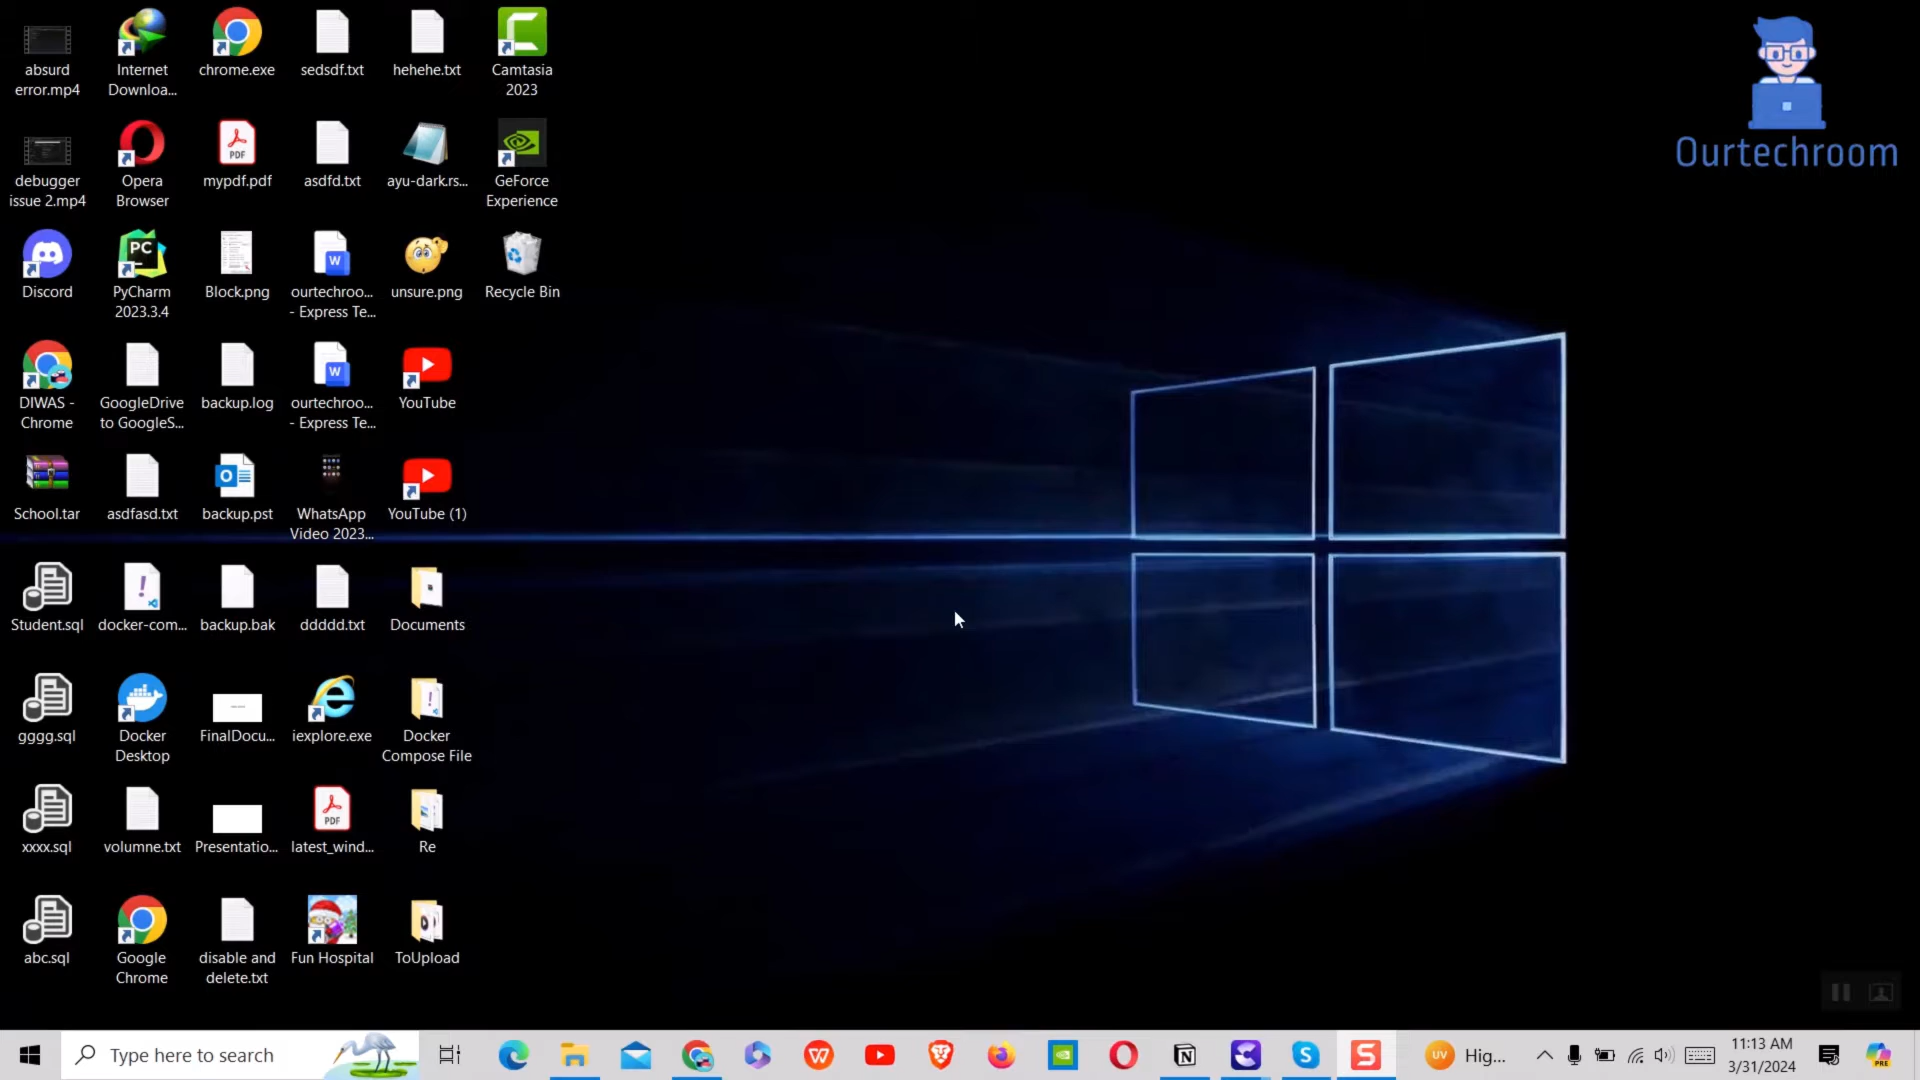 absurd
error.mp4
Internet
Downloa...
chrome.exe
sedsdf.txt
hehehe.txt
Camtasia
2023
Ourtechroom
debugger
issue 2.mp4
Opera
Browser
PDF
mypdf.pdf
asdfd.txt
ayu-dark.rs...
GeForce
Experience
Discord
PC
PyCharm
2023.3.4
Block.png
W
ourtechroo...
- Express Te...
unsure.png
Recycle Bin
DIWAS -
Chrome
GoogleDrive
to GoogleS...
backup.log
W
ourtechroo...
- Express Te...
YouTube
School.tar
asdfasd.txt
backup.pst
WhatsApp
Video 2023...
YouTube (1)
Student.sql
docker-com...
backup.bak
ddddd.txt
Documents
gggg.sql
Docker
Desktop
FinalDocu...
iexplore.exe
Docker
Compose File
xxxx.sql
volumne.txt
Presentatio...
PDF
latest_wind...
Re
abc.sql
Google
Chrome
disable and
delete.txt
Fun Hospital
ToUpload
Type here to search
UV
Hig...
11:13 AM
3/31/2024
PRE